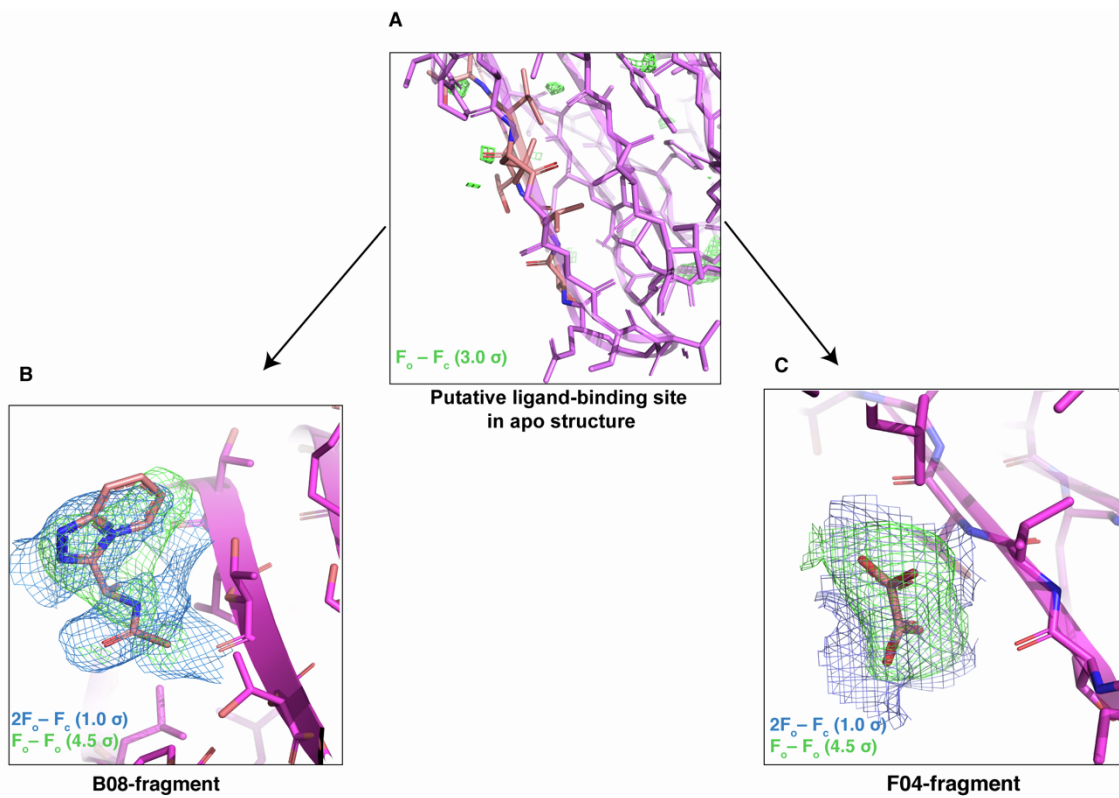 A
Fo – Fc (3.0 σ)
Putative ligand-binding site
in apo structure
B
2Fo – Fc (1.0 σ)
Fo – Fo (4.5 σ)
B08-fragment
C
2Fo – Fc (1.0 σ)
Fo – Fo (4.5 σ)
F04-fragment